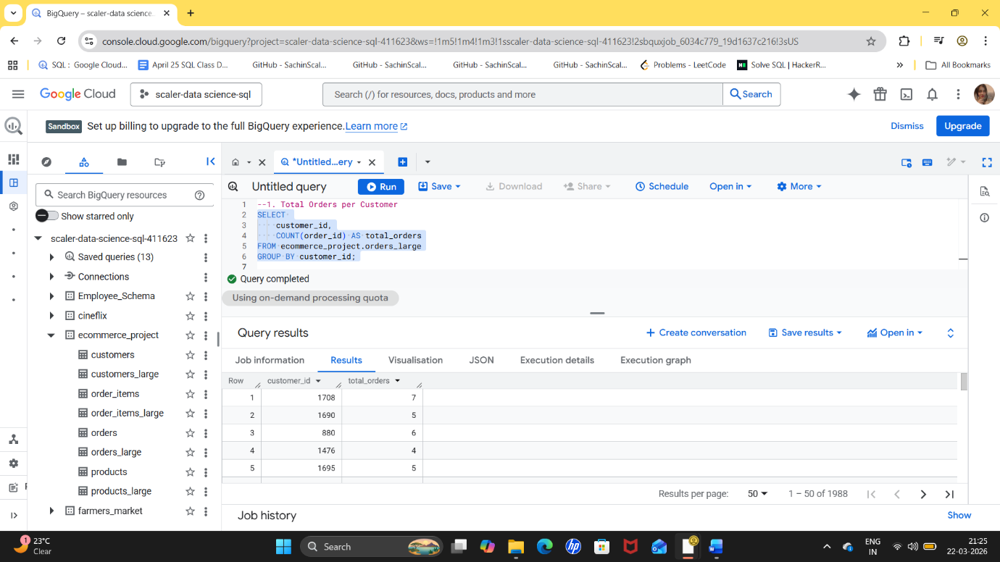 BigQuery – scaler-data science.
console.cloud.google.com/bigquery?project=scaler-data-science-sql-411623&ws=!1m5!1m4!1m3!1sscaler-data-science-sql-411623!2sbquxjob_6034c779_19d1637c216!3sUS
SQL : Google Cloud...
April 25 SQL Class D...
GitHub - SachinScal...
GitHub - SachinScal...
GitHub - SachinScal...
GitHub - SachinScal...
Problems - LeetCode
Solve SQL | HackerR...
All Bookmarks
Google Cloud
scaler-data science-sql
Search (/) for resources, docs, products and more
Search
Sandbox
Set up billing to upgrade to the full BigQuery experience. Learn more
Dismiss
Upgrade
*Untitled...ery
Search BigQuery resources
Show starred only
scaler-data-science-sql-411623
Saved queries (13)
Connections
Employee_Schema
cineflix
ecommerce_project
customers
customers_large
order_items
order_items_large
orders
orders_large
products
products_large
farmers_market
Untitled query
Run
Save
Download
Share
Schedule
Open in
More
1 --1. Total Orders per Customer
2 SELECT
3 customer_id,
4 COUNT(order_id) AS total_orders
5 FROM ecommerce_project.orders_large
6 GROUP BY customer_id;
7
Query completed
Using on-demand processing quota
Query results
Create conversation
Save results
Open in
Job information
Results
Visualisation
JSON
Execution details
Execution graph
Row customer_id total_orders
1 1708 7
2 1690 5
3 880 6
4 1476 4
5 1695 5
Results per page: 50 1 – 50 of 1988
Job history
Show
1
23°C
Clear
Search
ENG
IN
21:25
22-03-2026